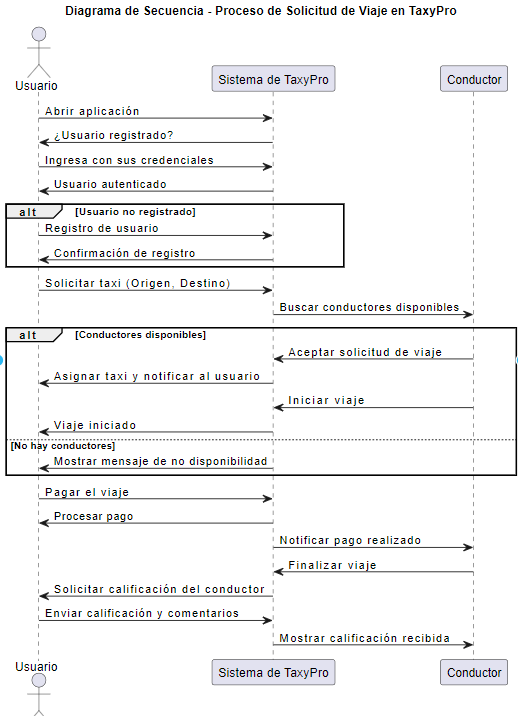 Diagrama de Secuencia - Proceso de Solicitud de Viaje en TaxyPro
Usuario
Sistema de TaxyPro
Conductor
Abrir aplicación
¿Usuario registrado?
Ingresa con sus credenciales
Usuario autenticado
alt [Usuario no registrado]
Registro de usuario
Confirmación de registro
Solicitar taxi (Origen, Destino)
Buscar conductores disponibles
alt [Conductores disponibles]
Aceptar solicitud de viaje
Asignar taxi y notificar al usuario
Iniciar viaje
Viaje iniciado
[No hay conductores]
Mostrar mensaje de no disponibilidad
Pagar el viaje
Procesar pago
Notificar pago realizado
Finalizar viaje
Solicitar calificación del conductor
Enviar calificación y comentarios
Mostrar calificación recibida
Usuario
Sistema de TaxyPro
Conductor